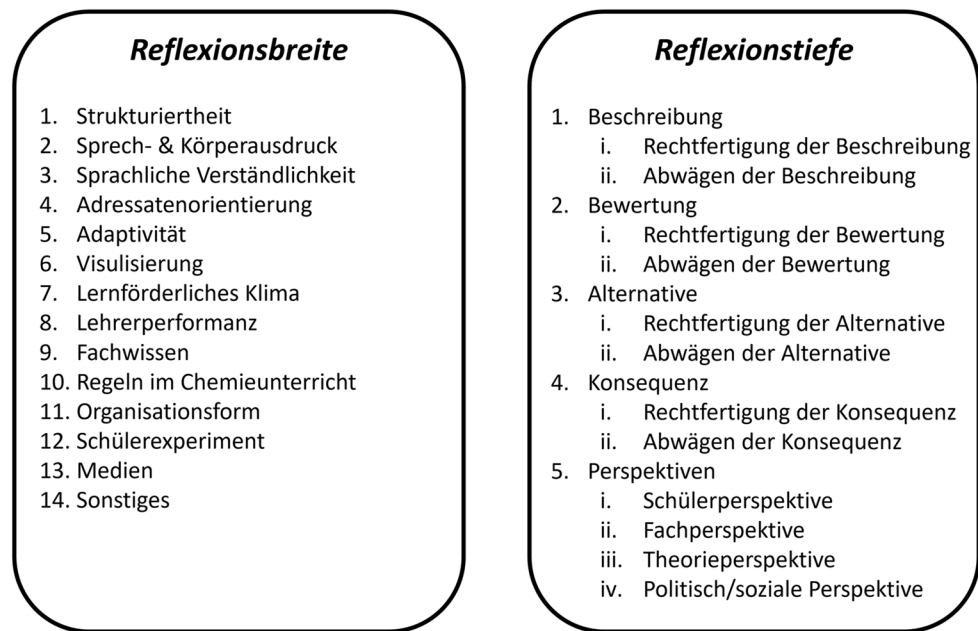 Reflexionsbreite
1. Strukturiertheit
2. Sprech- & Körperausdruck
3. Sprachliche Verständlichkeit
4. Adressatenorientierung
5. Adaptivität
6. Visulisierung
7. Lernförderliches Klima
8. Lehrerperformanz
9. Fachwissen
10. Regeln im Chemieunterricht
11. Organisationsform
12. Schülerexperiment
13. Medien
14. Sonstiges
Reflexionstiefe
1. Beschreibung
i. Rechtfertigung der Beschreibung
ii. Abwägen der Beschreibung
2. Bewertung
i. Rechtfertigung der Bewertung
ii. Abwägen der Bewertung
3. Alternative
i. Rechtfertigung der Alternative
ii. Abwägen der Alternative
4. Konsequenz
i. Rechtfertigung der Konsequenz
ii. Abwägen der Konsequenz
5. Perspektiven
i. Schülerperspektive
ii. Fachperspektive
iii. Theorieperspektive
iv. Politisch/soziale Perspektive